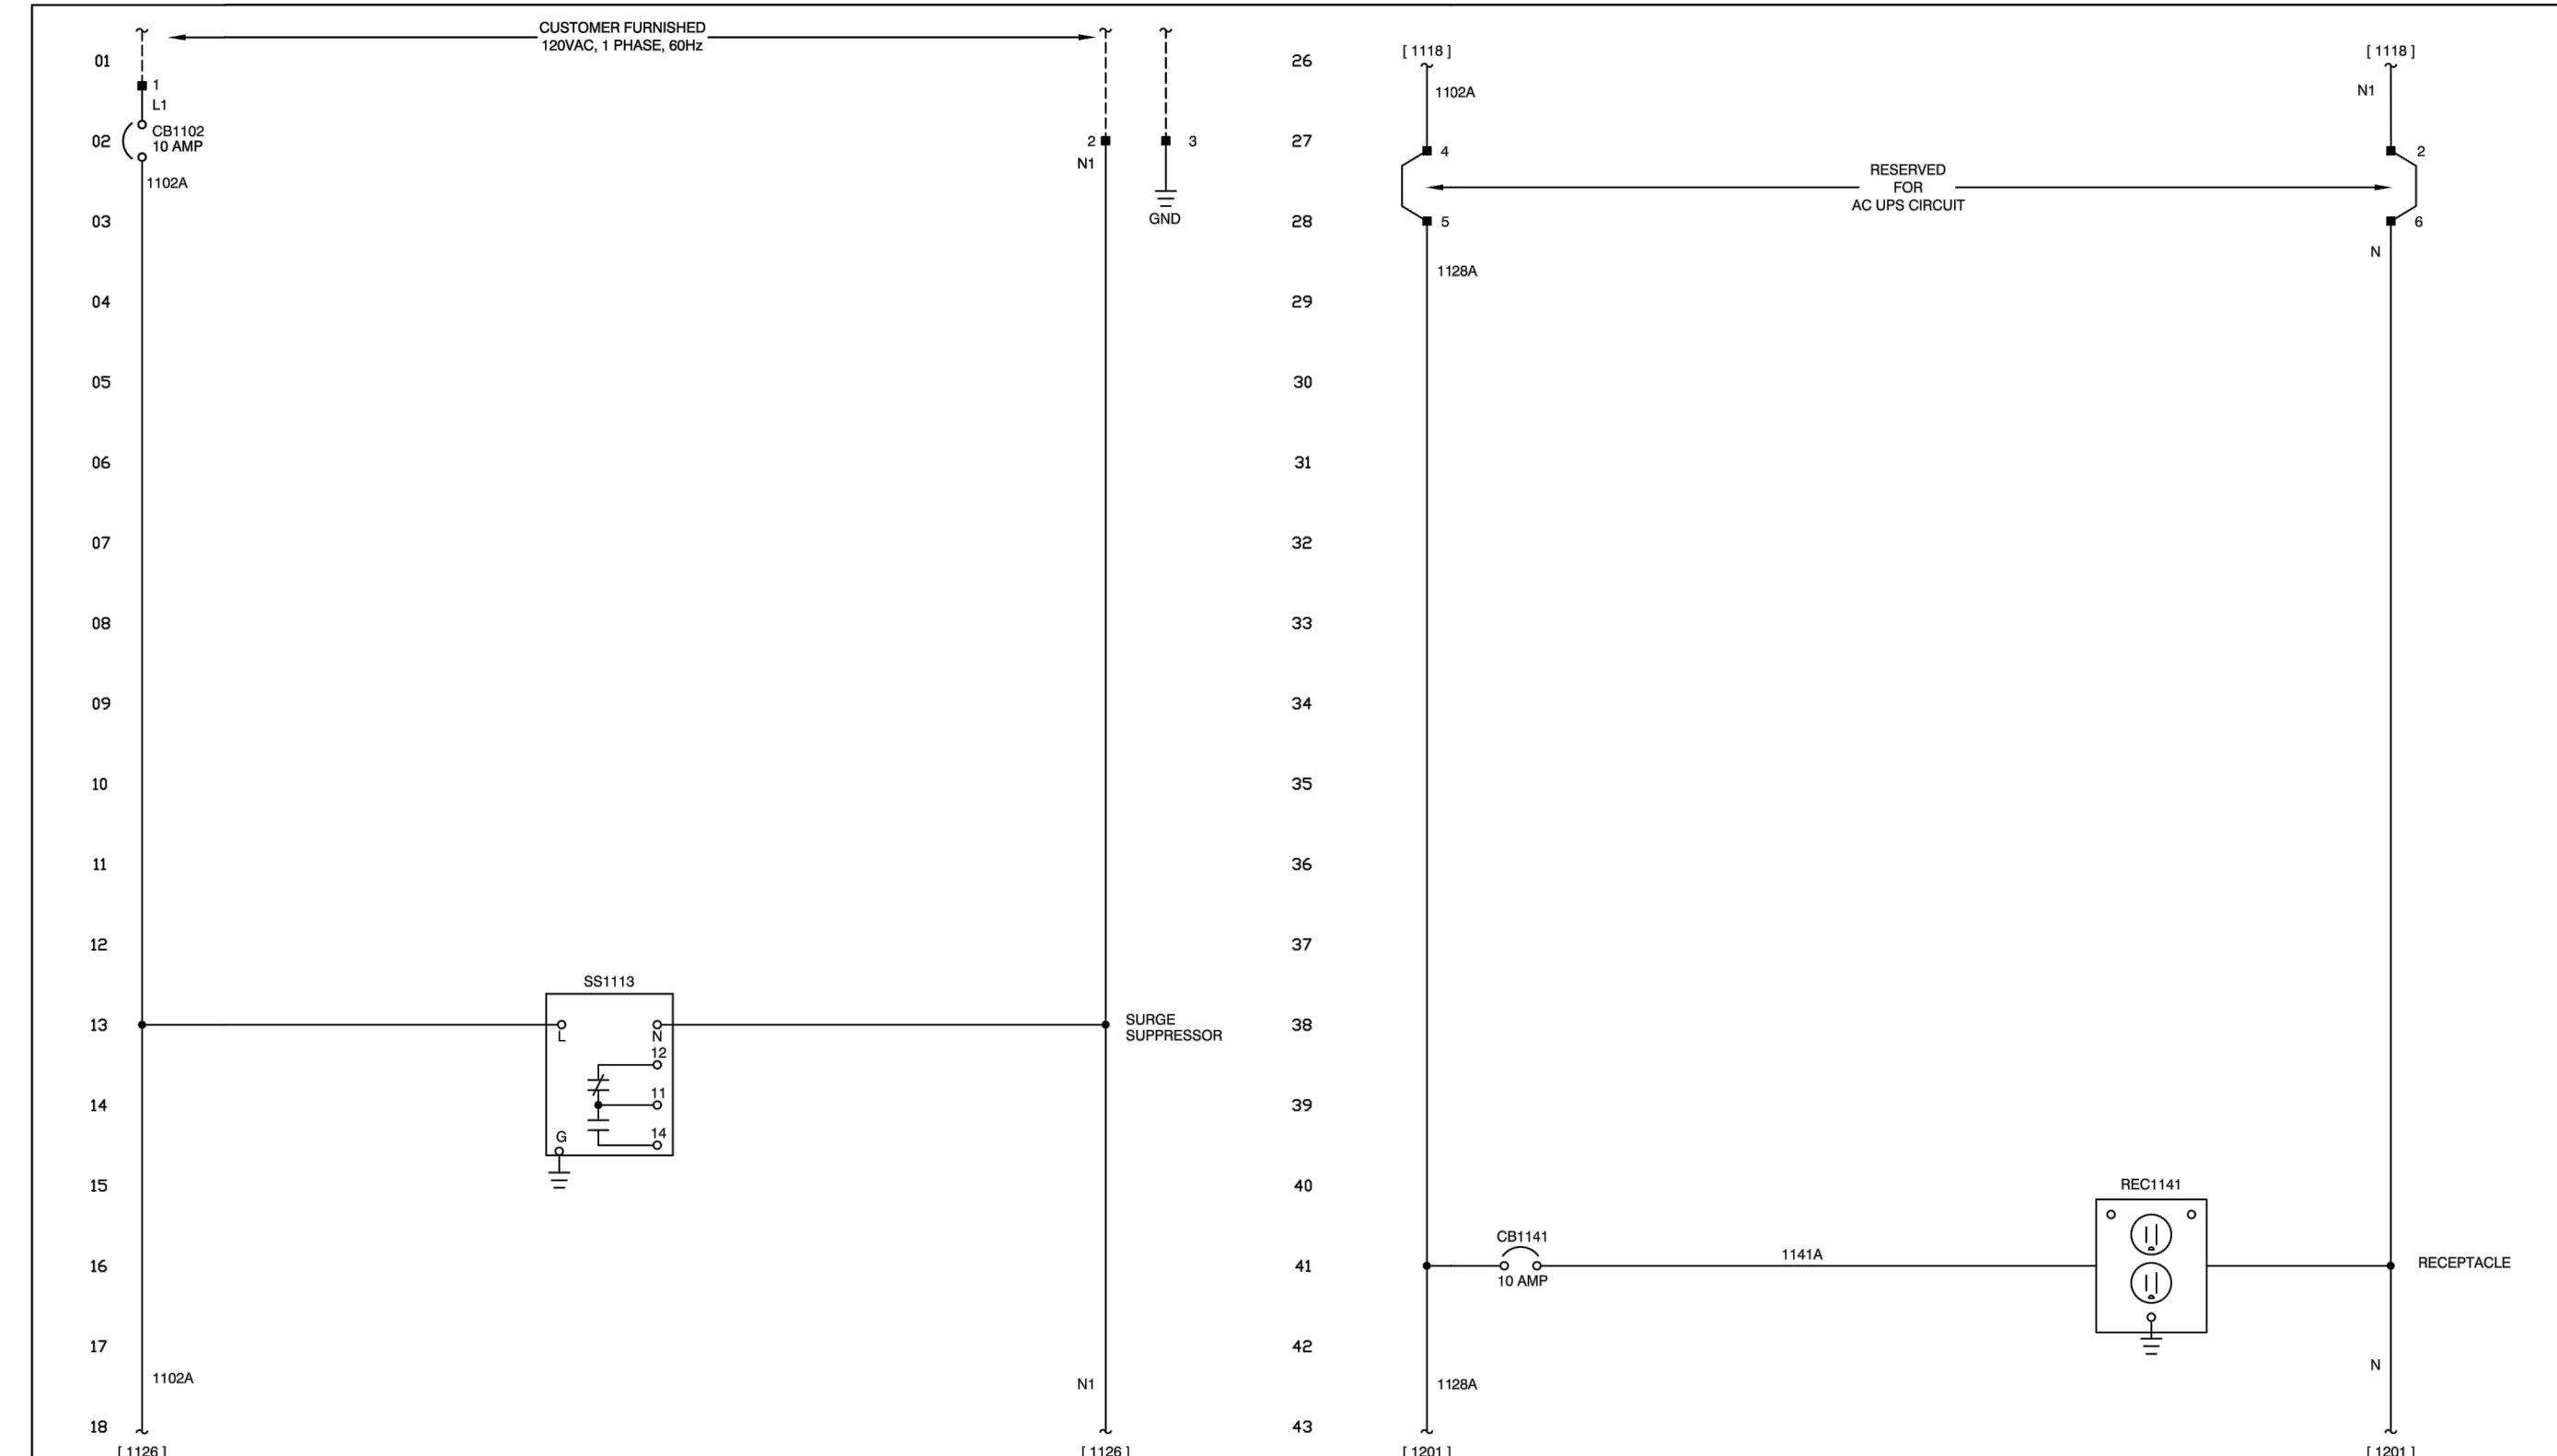 CUSTOMER FURNISHED
120VAC, 1 PHASE, 60Hz
01
1
L1
CB1102
10 AMP
02
1102A
2
N1
3
GND
03
04
05
06
07
08
09
10
11
12
SS1113
13
L
N
12
11
14
G
SURGE
SUPPRESSOR
14
15
16
17
1102A
N1
18
[ 1126 ]
[ 1126 ]
26
[ 1118 ]
[ 1118 ]
1102A
N1
27
4
2
RESERVED
FOR
AC UPS CIRCUIT
28
5
6
1128A
N
29
30
31
32
33
34
35
36
37
38
39
40
REC1141
CB1141
10 AMP
41
1141A
RECEPTACLE
42
1128A
N
43
[ 1201 ]
[ 1201 ]